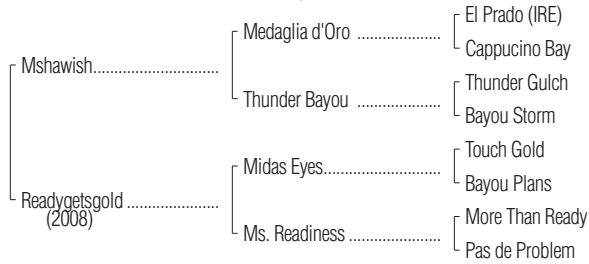 El Prado (IRE)
Medaglia d'Oro ..................
Cappucino Bay
Mshawish...........................
Thunder Gulch
Thunder Bayou ..................
Bayou Storm
Touch Gold
Midas Eyes.........................
Bayou Plans
Readygetsgold ....................
(2008)
More Than Ready
Ms. Readiness ....................
Pas de Problem